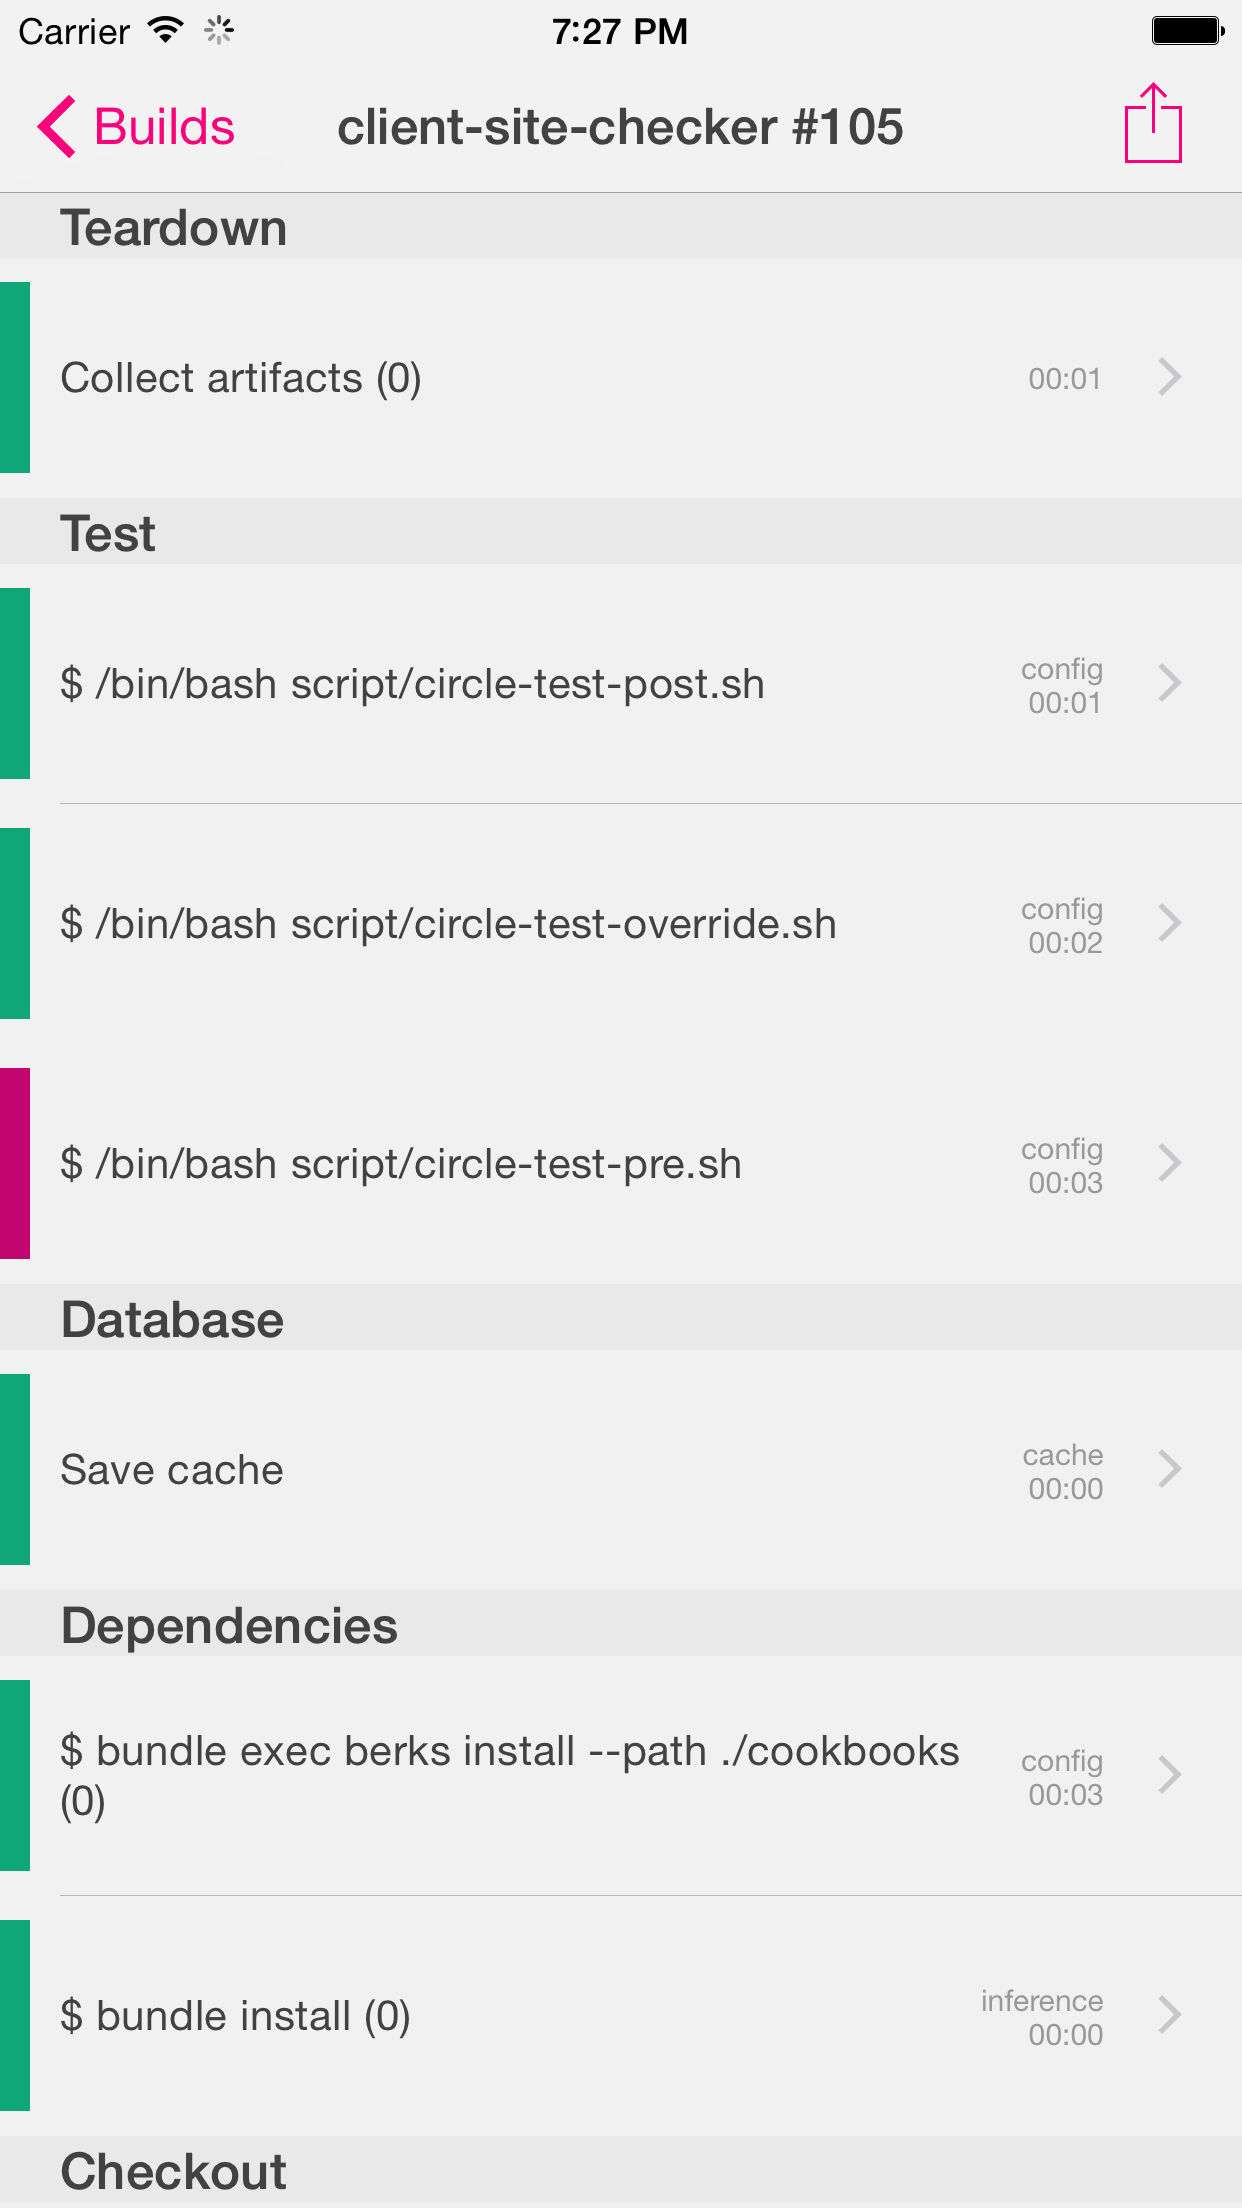 Carrier 7:27 PM
Builds client-site-checker #105
Teardown
Collect artifacts (0) 00:01
Test
$ /bin/bash script/circle-test-post.sh config
00:01
$ /bin/bash script/circle-test-override.sh config
00:02
$ /bin/bash script/circle-test-pre.sh config
00:03
Database
Save cache cache
00:00
Dependencies
$ bundle exec berks install --path ./cookbooks
(0)
config
00:03
$ bundle install (0) inference
00:00
Checkout